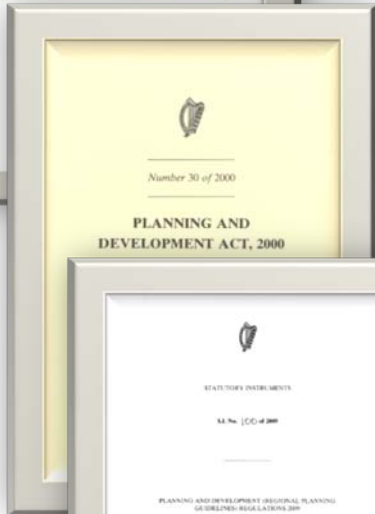 Number 30 of 2000
PLANNING AND
DEVELOPMENT ACT, 2000
STATUTORY INSTRUMENTS
S.I. No. 100 of 2009
PLANNING AND DEVELOPMENT (REGIONAL PLANNING
GUIDELINES) REGULATIONS 2009